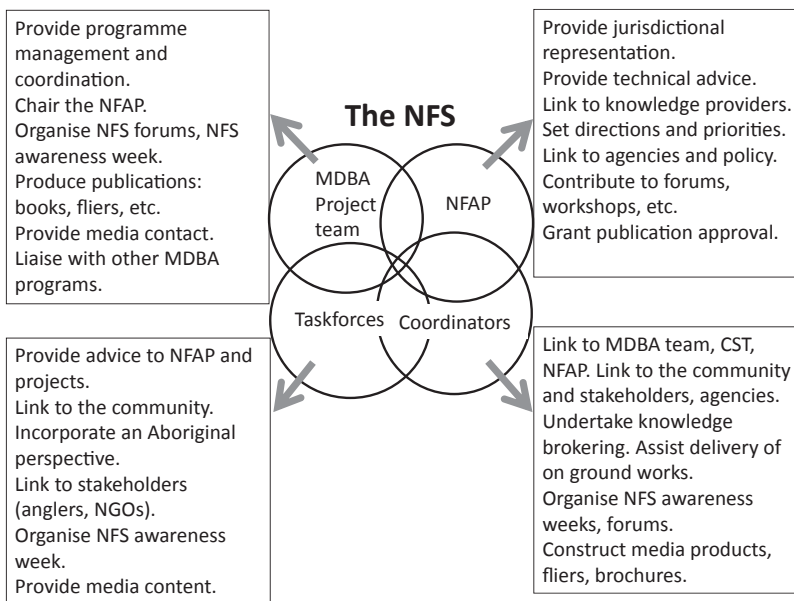 Provide programme
management and
coordination.
Chair the NFAP.
Organise NFS forums, NFS
awareness week.
Produce publications:
books, fliers, etc.
Provide media contact.
Liaise with other MDBA
programs.
The NFS
MDBA
Project
team
NFAP
Taskforces
Coordinators
Provide jurisdictional
representation.
Provide technical advice.
Link to knowledge providers.
Set directions and priorities.
Link to agencies and policy.
Contribute to forums,
workshops, etc.
Grant publication approval.
Provide advice to NFAP and
projects.
Link to the community.
Incorporate an Aboriginal
perspective.
Link to stakeholders
(anglers, NGOs).
Organise NFS awareness
week.
Provide media content.
Link to MDBA team, CST,
NFAP. Link to the community
and stakeholders, agencies.
Undertake knowledge
brokering. Assist delivery of
on ground works.
Organise NFS awareness
weeks, forums.
Construct media products,
fliers, brochures.